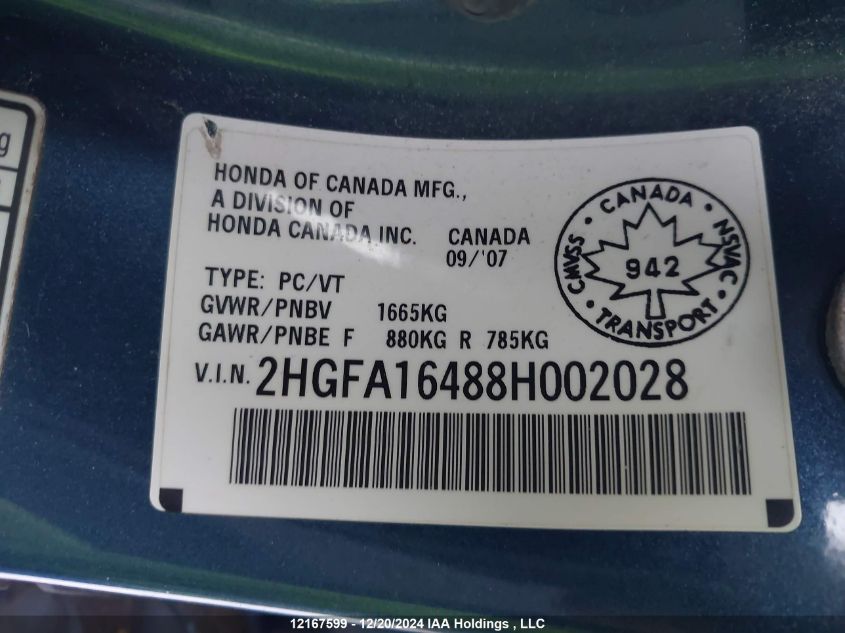 g
HONDA OF CANADA MFG.,
A DIVISION OF
HONDA CANADA INC. CANADA
09/'07
TYPE: PC/VT
GVWR/PNBV 1665KG
GAWR/PNBE F 880KG R 785KG
V.I.N. 2HGFA16488H002028
CANADA
CMVSS 942 NSVAC
TRANSPORT
12167599 - 12/20/2024 IAA Holdings , LLC